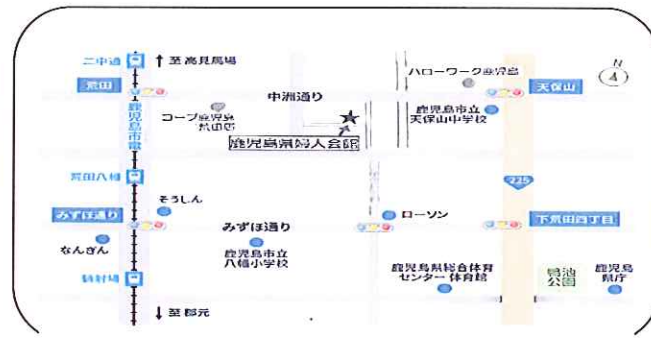 二中通
↑ 至 高見馬場
N
荒田
中洲通り
ハローワーク鹿児島
天保山
鹿児島市電
コープ鹿児島
荒田店
★
鹿児島市立
天保山中学校
鹿児島県婦人会館
荒田八幡
225
みずほ通り
そうしん
みずほ通り
ローソン
下荒田四丁目
なんぎん
鹿児島市立
八幡小学校
騎射場
鹿児島県総合体育
センター 体育館
鴨池
公園
鹿児島
県庁
↓ 至 郡元